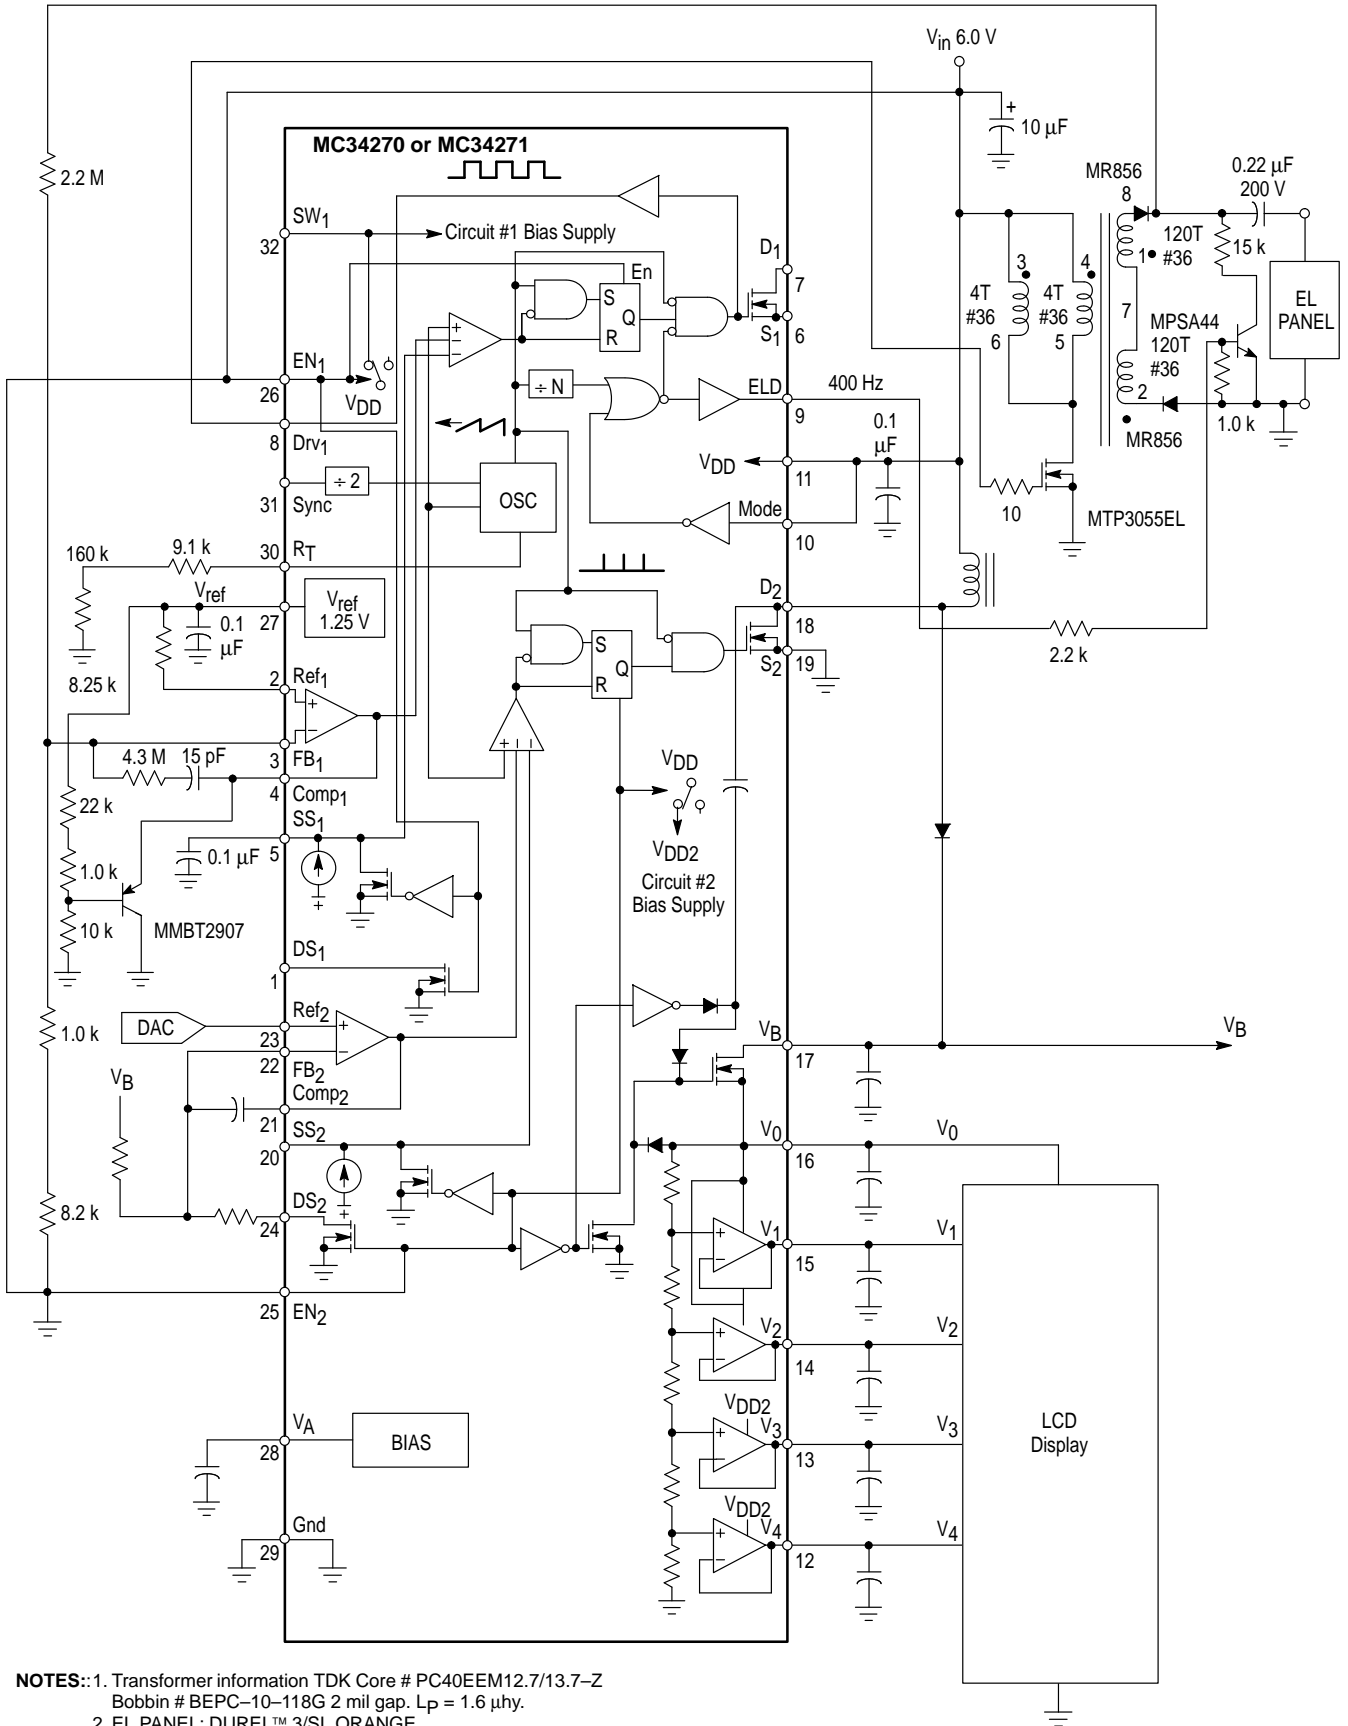 Vin 6.0 V
+
10 µF
MC34270 or MC34271
2.2 M
MR856
8
0.22 µF
200 V
SW1
32
Circuit #1 Bias Supply
En
D1
7
S
Q
R
S1
6
3
4
4T
#36
6
4T
#36
5
1
120T
#36
15 k
7
MPSA44
120T
#36
2
EL
PANEL
EN1
26
VDD
÷ N
ELD
9
400 Hz
1.0 k
MR856
8
Drv1
0.1
µF
VDD
11
÷ 2
31
Sync
OSC
Mode
10
10
MTP3055EL
160 k
9.1 k
30
RT
Vref
27
Vref
1.25 V
0.1
µF
D2
18
S
Q
R
S2
19
2.2 k
8.25 k
2
Ref1
+
−
3
FB1
4.3 M
15 pF
4
Comp1
+
−
−
+
−
−
22 k
SS1
5
0.1 µF
+
VDD
VDD2
Circuit #2
Bias Supply
1.0 k
10 k
MMBT2907
DS1
1
DAC
Ref2
23
+
−
22
FB2
1.0 k
VB
17
VB
VB
Comp2
21
SS2
20
V0
16
V0
+
8.2 k
DS2
24
+
−
V1
15
V1
25
EN2
+
−
V2
14
V2
VDD2
+
−
V3
13
V3
LCD
Display
VA
28
BIAS
VDD2
+
−
V4
12
V4
Gnd
29
NOTES::1. Transformer information TDK Core # PC40EEM12.7/13.7–Z
Bobbin # BEPC–10–118G 2 mil gap. LP = 1.6 µhy.
2. EL PANEL: DUREL™ 3/SL ORANGE